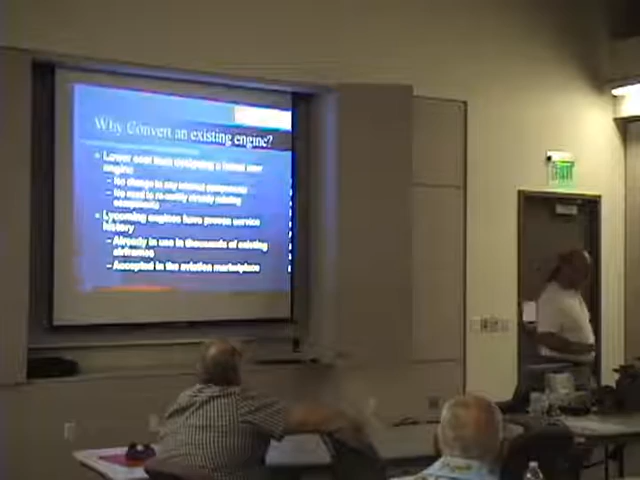 Why Convert an existing engine?
Lower cost than designing a
engine
- No change to any internal components
- No need to re-certify already existing
components
Lycoming engines have proven service
history
- Already in use in thousands of existing
airframes
- Accepted in the aviation marketplace
EXIT